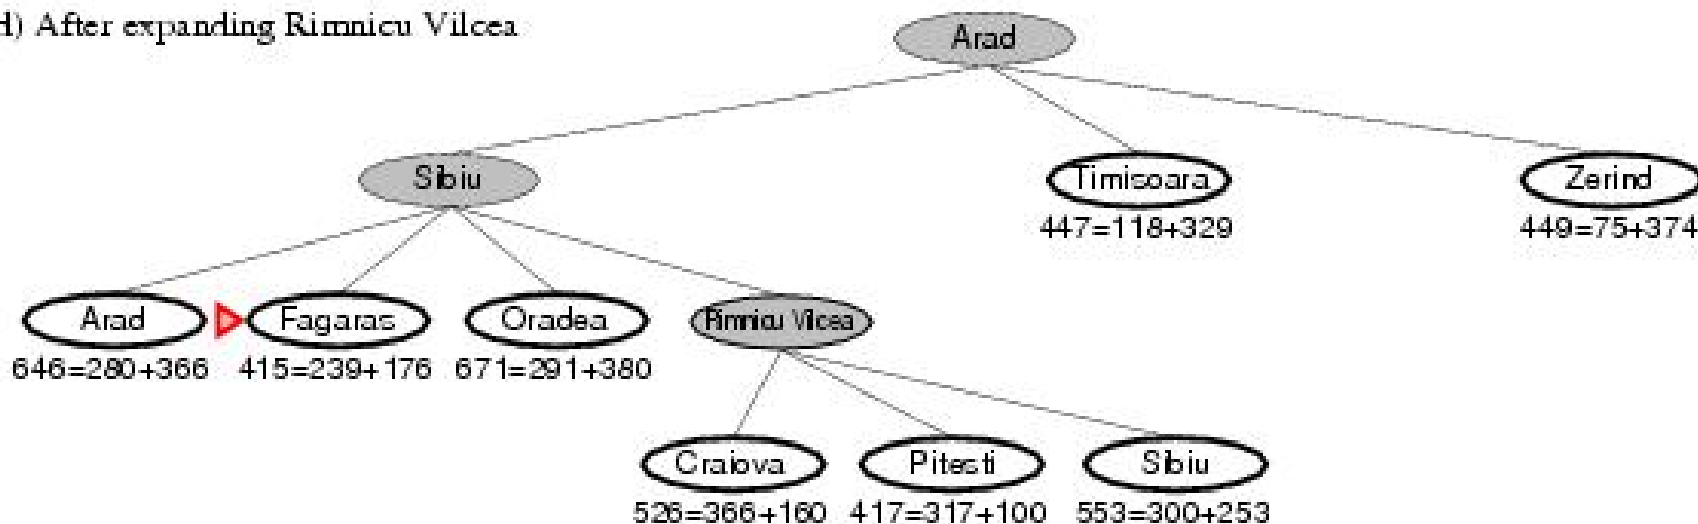 d) After expanding Rimnicu Vilcea
Arad
Sibiu
Timisoara
Zerind
447=118+329
449=75+374
Arad
Fagaras
Oradea
Rimnicu Vilcea
646=280+366
415=239+176
671=291+380
Craiova
Pitesti
Sibiu
526=366+160
417=317+100
553=300+253